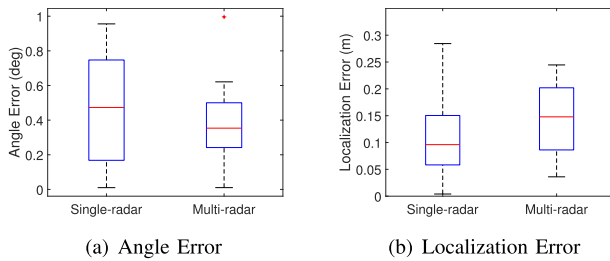 1
0.8
0.6
0.4
0.2
0
Angle Error (deg)
Single-radar Multi-radar
(a) Angle Error
0.3
0.25
0.2
0.15
0.1
0.05
0
Localization Error (m)
Single-radar Multi-radar
(b) Localization Error